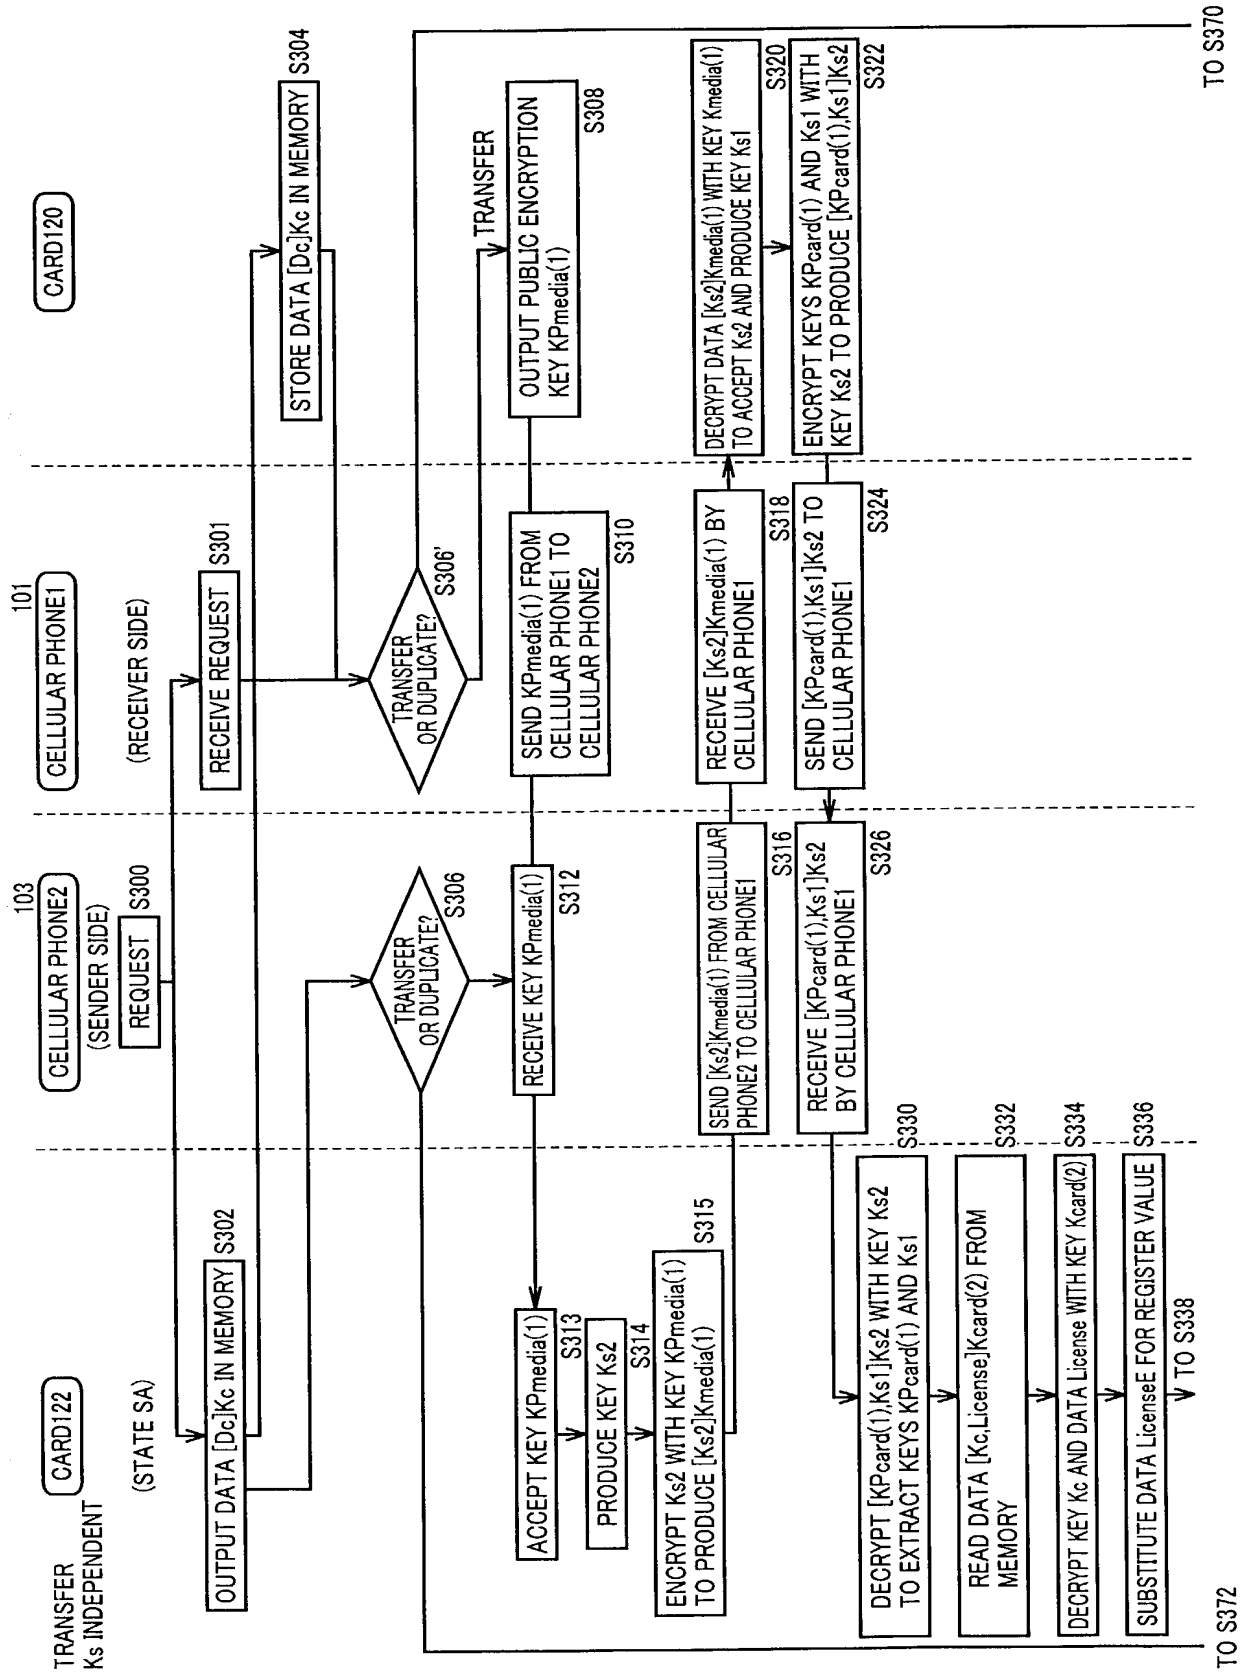 TRANSFER
Ks INDEPENDENT
CARD122
(STATE SA)
103
CELLULAR PHONE2
(SENDER SIDE)
101
CELLULAR PHONE1
(RECEIVER SIDE)
CARD120
REQUEST
S300
RECEIVE REQUEST
S301
OUTPUT DATA [Dc]Kc IN MEMORY
S302
STORE DATA [Dc]Kc IN MEMORY
S304
TRANSFER
OR DUPLICATE?
S306
TRANSFER
OR DUPLICATE?
S306'
TRANSFER
OUTPUT PUBLIC ENCRYPTION
KEY KPmedia(1)
S308
SEND KPmedia(1) FROM
CELLULAR PHONE1 TO
CELLULAR PHONE2
S310
RECEIVE KEY KPmedia(1)
S312
ACCEPT KEY KPmedia(1)
S313
PRODUCE KEY Ks2
S314
ENCRYPT Ks2 WITH KEY KPmedia(1)
TO PRODUCE [Ks2]Kmedia(1)
S315
SEND [Ks2]Kmedia(1) FROM CELLULAR
PHONE2 TO CELLULAR PHONE1
S316
RECEIVE [Ks2]Kmedia(1) BY
CELLULAR PHONE1
S318
DECRYPT DATA [Ks2]Kmedia(1) WITH KEY Kmedia(1)
TO ACCEPT Ks2 AND PRODUCE KEY Ks1
S320
ENCRYPT KEYS KPcard(1) AND Ks1 WITH
KEY Ks2 TO PRODUCE [KPcard(1),Ks1]Ks2
S322
SEND [KPcard(1),Ks1]Ks2 TO
CELLULAR PHONE1
S324
RECEIVE [KPcard(1),Ks1]Ks2
BY CELLULAR PHONE1
S326
DECRYPT [KPcard(1),Ks1]Ks2 WITH KEY Ks2
TO EXTRACT KEYS KPcard(1) AND Ks1
S330
READ DATA [Kc,License]Kcard(2) FROM
MEMORY
S332
DECRYPT KEY Kc AND DATA License WITH KEY Kcard(2)
S334
SUBSTITUTE DATA LicenseE FOR REGISTER VALUE
S336
TO S338
TO S372
TO S370